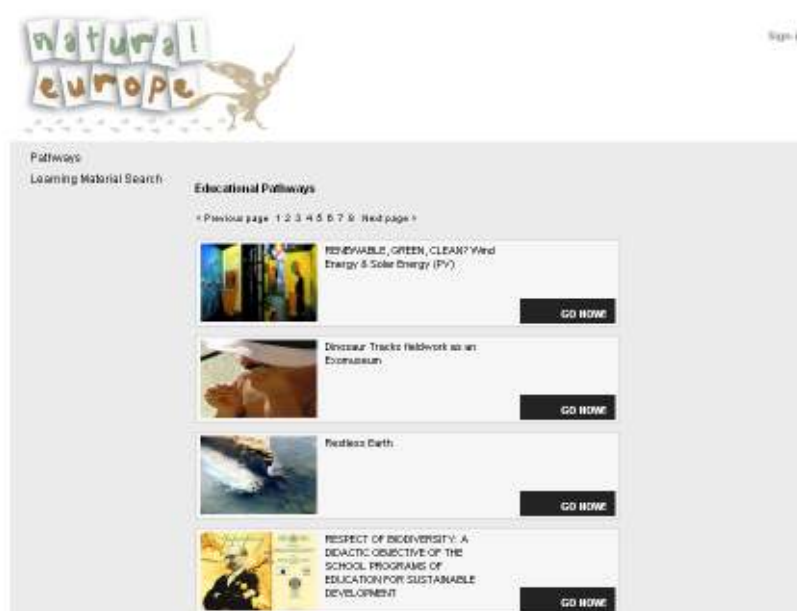 natural
europe
Sign i
Pathways
Learning Material Search
Educational Pathways
< Previous page 1 2 3 4 5 6 7 8 Next page >
RENEWABLE, GREEN, CLEAN? Wind
Energy & Solar Energy (PV)
GO NOW!
Dinosaur Tracks fieldwork as an
Exomuseum
GO NOW!
Restless Earth
GO NOW!
RESPECT OF BIODIVERSITY: A
DIDACTIC OBJECTIVE OF THE
SCHOOL PROGRAMS OF
EDUCATION FOR SUSTAINABLE
DEVELOPMENT
GO NOW!